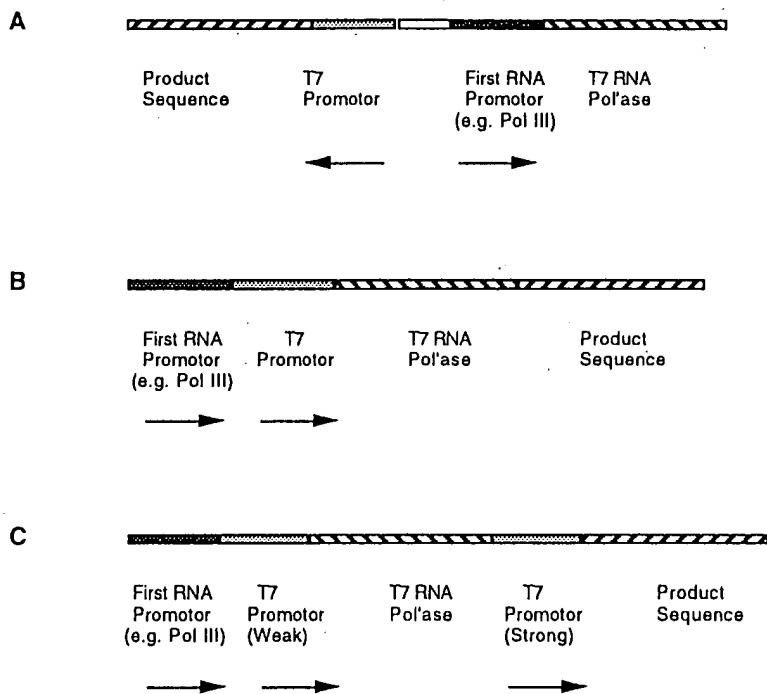 A
Product
Sequence
T7
Promotor
First RNA
Promotor
(e.g. Pol III)
T7 RNA
Pol'ase
B
First RNA
Promotor
(e.g. Pol III)
T7
Promotor
T7 RNA
Pol'ase
Product
Sequence
C
First RNA
Promotor
(e.g. Pol III)
T7
Promotor
(Weak)
T7 RNA
Pol'ase
T7
Promotor
(Strong)
Product
Sequence